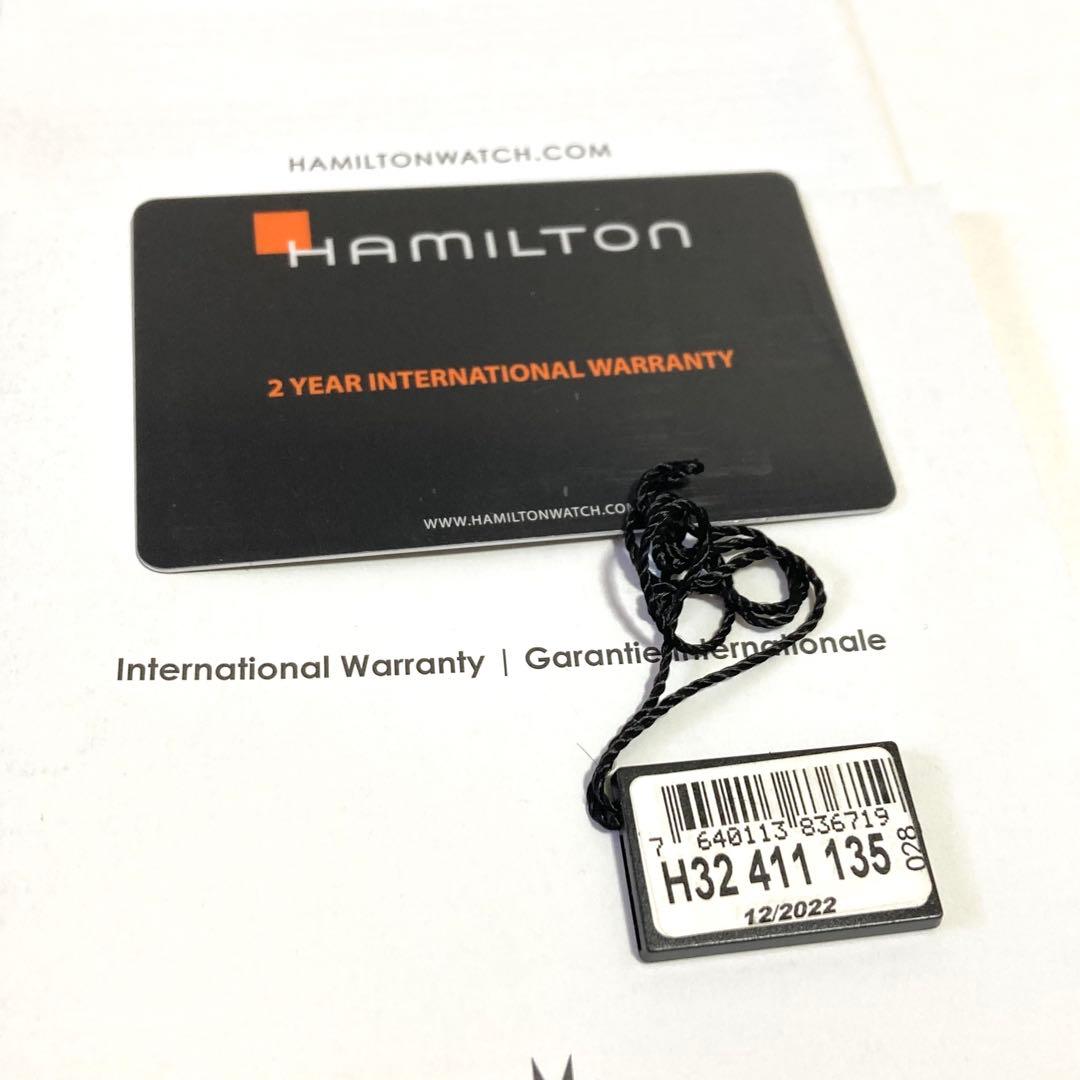 HAMILTONWATCH.COM
HAMILTON
2 YEAR INTERNATIONAL WARRANTY
WWW.HAMILTONWATCH.COM
International Warranty | Garantie Internationale
7 640113 836719
028
H32 411 135
12/2022